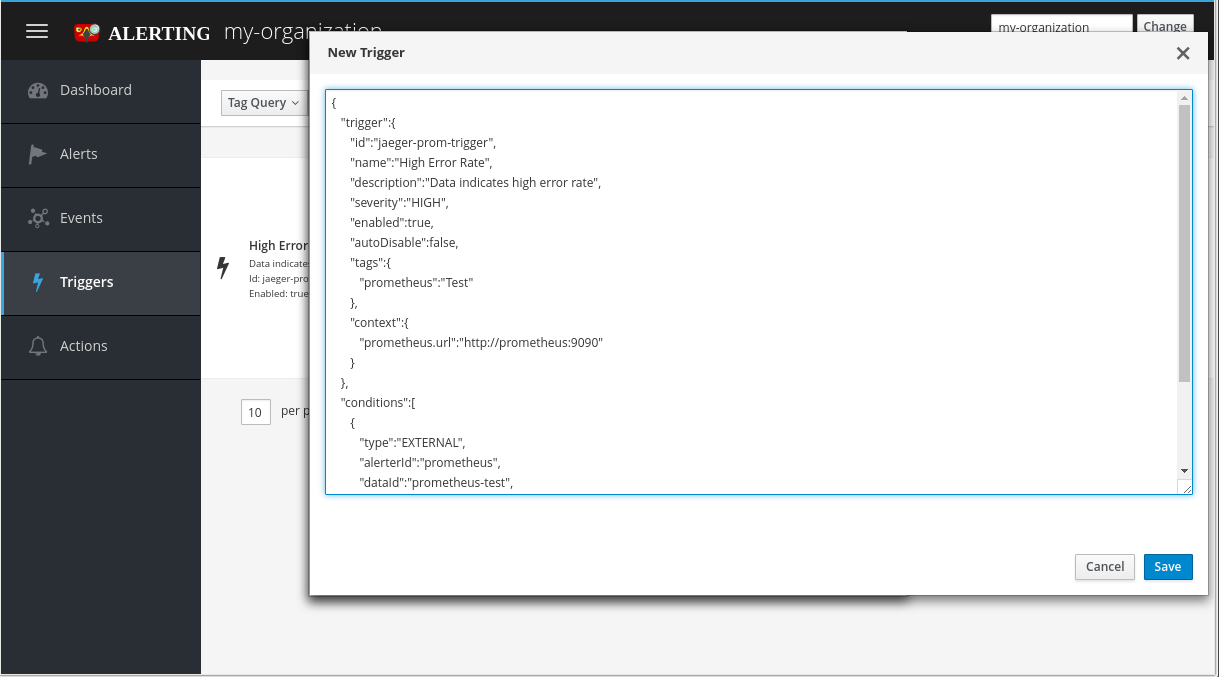 ALERTING my-organization
my-organization
Change
New Trigger
Dashboard
Alerts
Events
Triggers
Actions
Tag Query
High Error
Data indicate
Id: jaeger-pro
Enabled: true
10 per p
{
"trigger":{
"id":"jaeger-prom-trigger",
"name":"High Error Rate",
"description":"Data indicates high error rate",
"severity":"HIGH",
"enabled":true,
"autoDisable":false,
"tags":{
"prometheus":"Test"
},
"context":{
"prometheus.url":"http://prometheus:9090"
}
},
"conditions":[
{
"type":"EXTERNAL",
"alerterId":"prometheus",
"dataId":"prometheus-test",
Cancel
Save